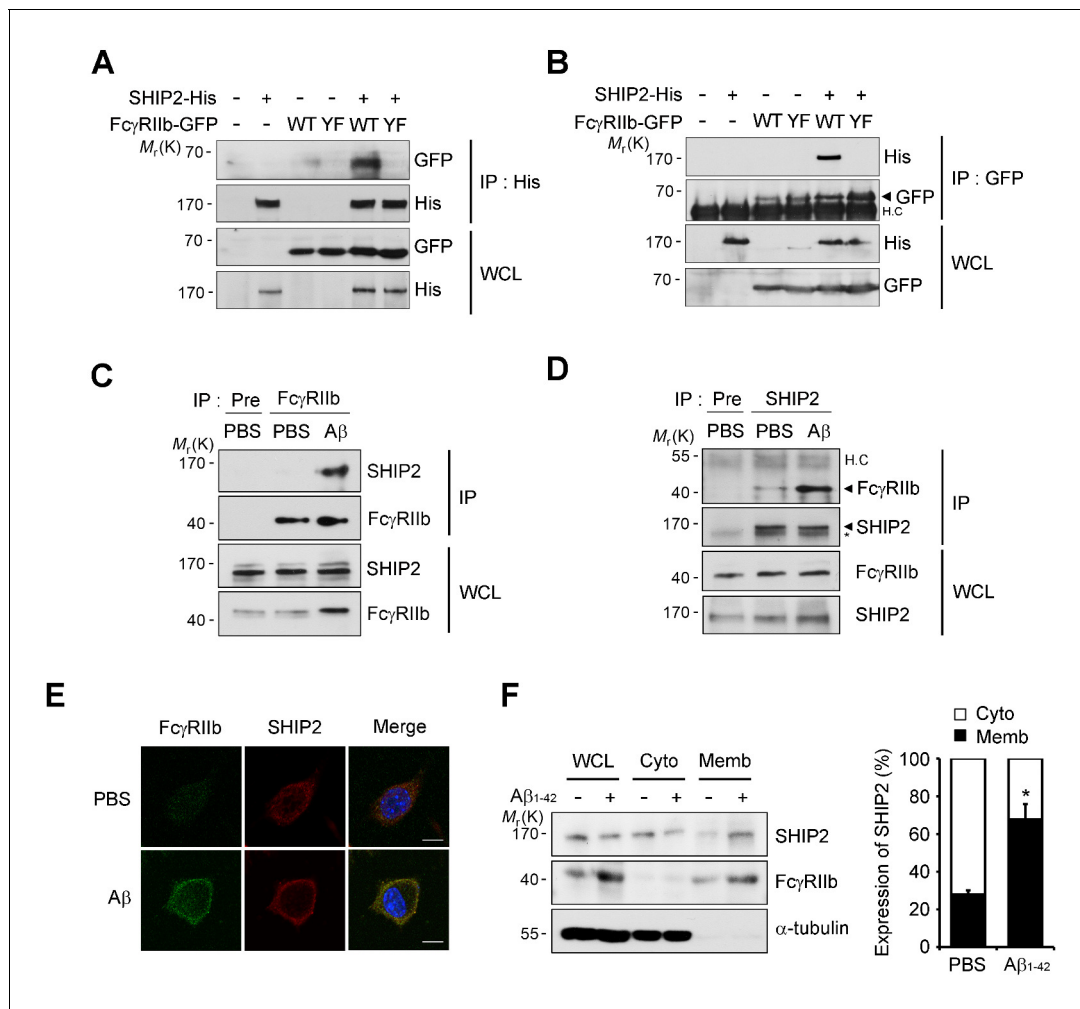 A
SHIP2-His - + - - + +
FcγRIIb-GFP - - WT YF WT YF
Mr(K)
70 - GFP
170 - His
IP : His
70 - GFP
170 - His
WCL
B
SHIP2-His - + - - + +
FcγRIIb-GFP - - WT YF WT YF
Mr(K)
170 - His
70 - GFP
H.C
IP : GFP
170 - His
70 - GFP
WCL
C
IP : Pre FcγRIIb
PBS PBS Aβ
Mr(K)
170 - SHIP2
40 - FcγRIIb
IP
170 - SHIP2
40 - FcγRIIb
WCL
D
IP : Pre SHIP2
PBS PBS Aβ
Mr(K)
55 - H.C
40 - FcγRIIb
170 - SHIP2
*
IP
40 - FcγRIIb
170 - SHIP2
WCL
E
FcγRIIb SHIP2 Merge
PBS
Aβ
F
WCL Cyto Memb
Aβ1-42 - + - + - +
Mr(K)
170 - SHIP2
40 - FcγRIIb
55 - α-tubulin
Cyto
Memb
Expression of SHIP2 (%)
100
80
60
40
20
0
*
PBS Aβ1-42